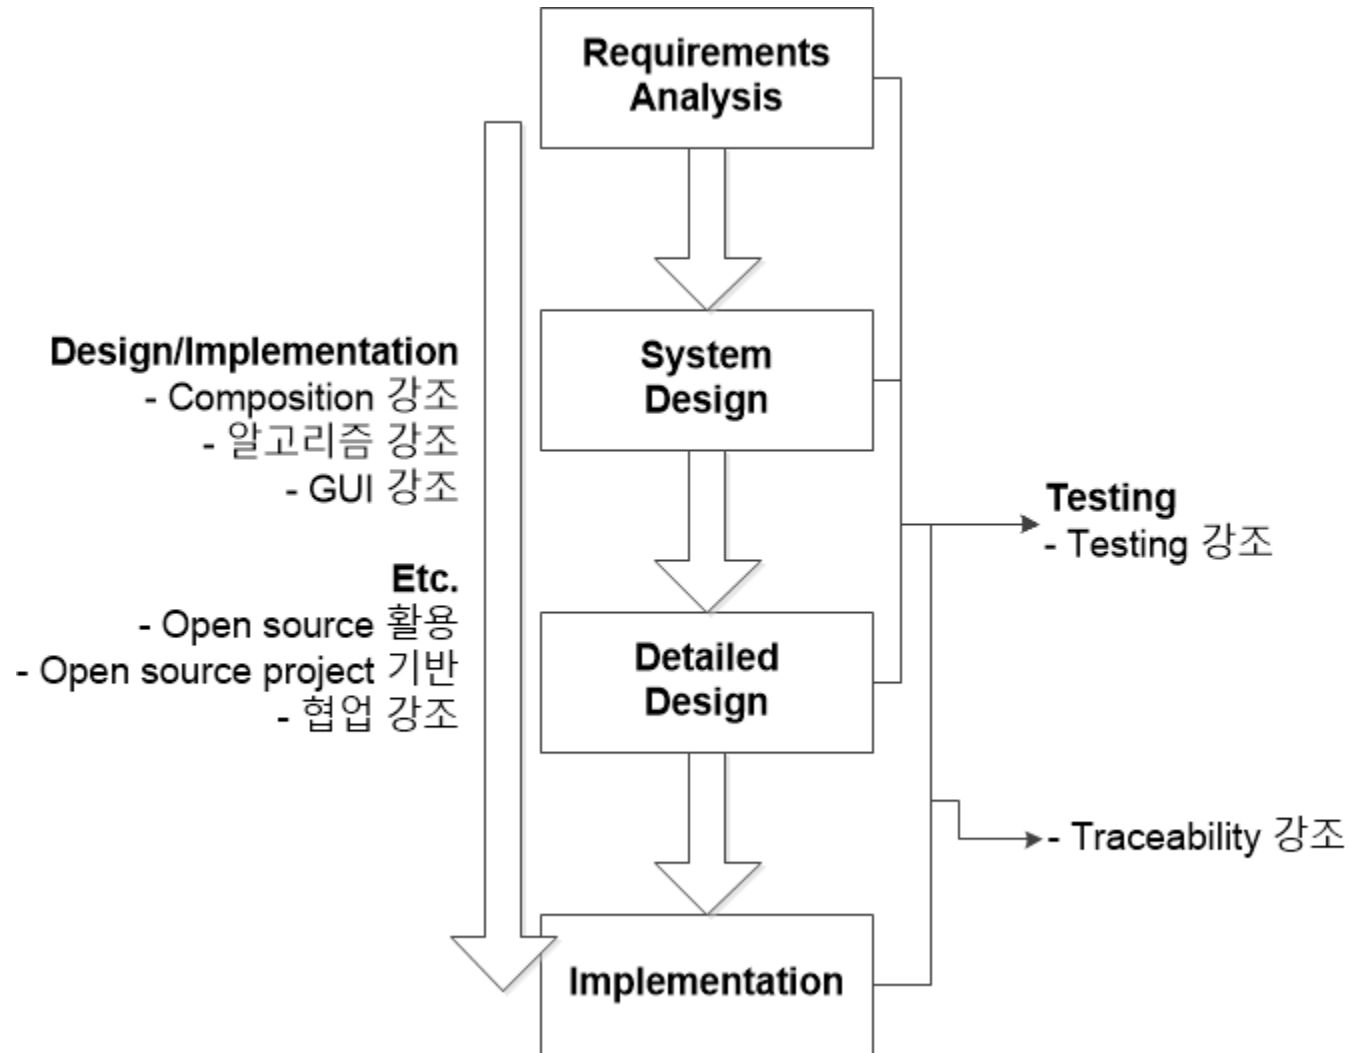 Requirements
Analysis
System
Design
Design/Implementation
- Composition 강조
- 알고리즘 강조
- GUI 강조
Testing
- Testing 강조
Etc.
- Open source 활용
- Open source project 기반
- 협업 강조
Detailed
Design
- Traceability 강조
Implementation